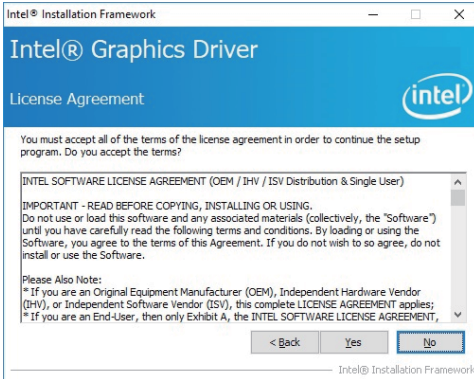 Intel® Installation Framework
Intel® Graphics Driver
License Agreement
intel
You must accept all of the terms of the license agreement in order to continue the setup
program. Do you accept the terms?
INTEL SOFTWARE LICENSE AGREEMENT (OEM / IHV / ISV Distribution & Single User)
IMPORTANT - READ BEFORE COPYING, INSTALLING OR USING.
Do not use or load this software and any associated materials (collectively, the "Software")
until you have carefully read the following terms and conditions. By loading or using the
Software, you agree to the terms of this Agreement. If you do not wish to so agree, do not
install or use the Software.
Please Also Note:
* If you are an Original Equipment Manufacturer (OEM), Independent Hardware Vendor
(IHV), or Independent Software Vendor (ISV), this complete LICENSE AGREEMENT applies;
* If you are an End-User, then only Exhibit A, the INTEL SOFTWARE LICENSE AGREEMENT,
< Back Yes No
Intel® Installation Framework